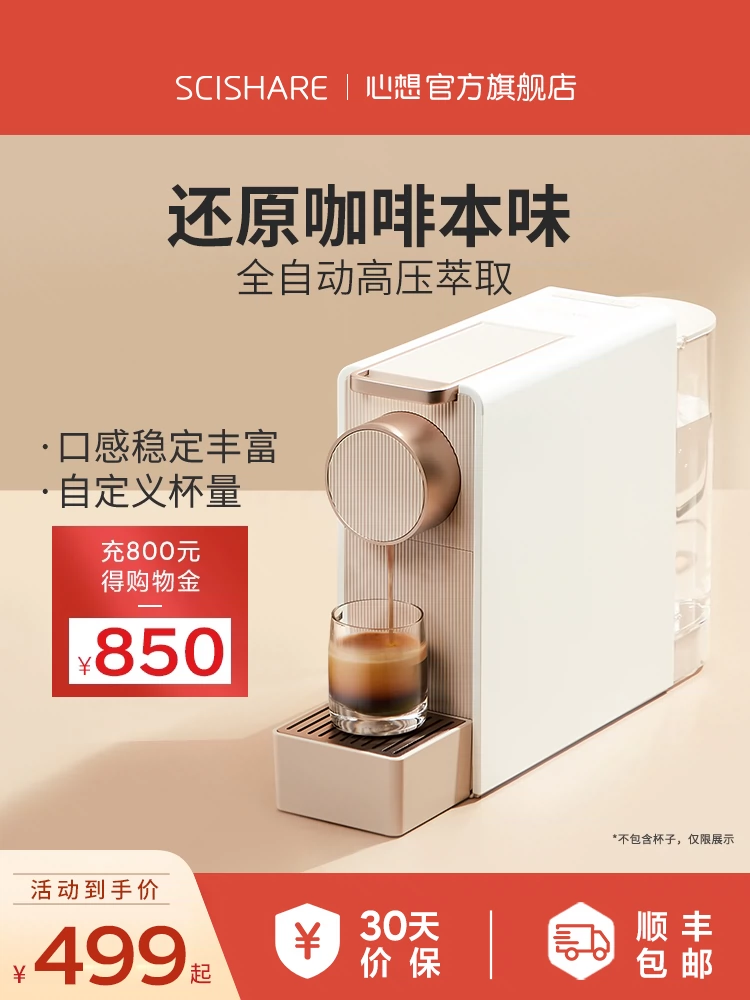 SCISHARE | 心想官方旗舰店
还原咖啡本味
全自动高压萃取
·口感稳定丰富
·自定义杯量
充800元
得购物金
¥850
*不包含杯子，仅限展示
活动到手价
¥499起
30天
价保
顺丰
包邮